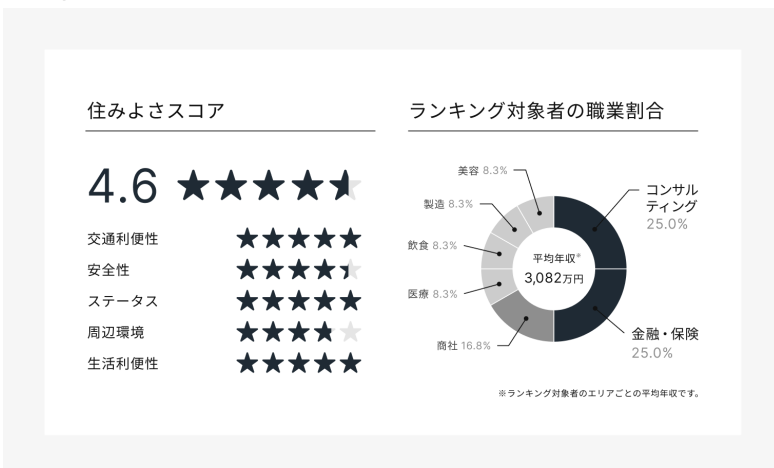 住みよさスコア
4.6
交通利便性
安全性
ステータス
周辺環境
生活利便性
ランキング対象者の職業割合
美容 8.3%
製造 8.3%
飲食 8.3%
医療 8.3%
商社 16.8%
コンサル
ティング
25.0%
金融・保険
25.0%
平均年収※
3,082万円
※ランキング対象者のエリアごとの平均年収です。